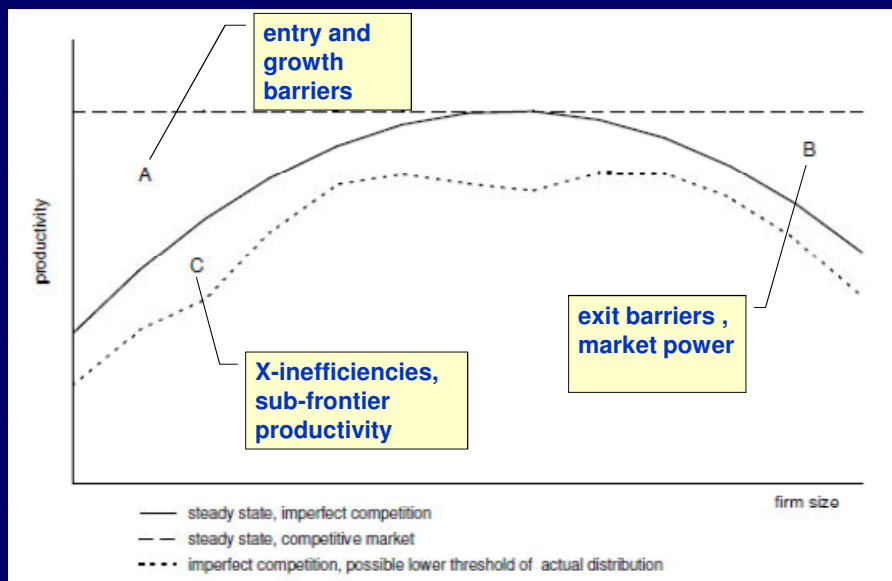 entry and
growth
barriers
A
B
productivity
C
exit barriers ,
market power
X-inefficiencies,
sub-frontier
productivity
firm size
steady state, imperfect competition
steady state, competitive market
imperfect competition, possible lower threshold of actual distribution